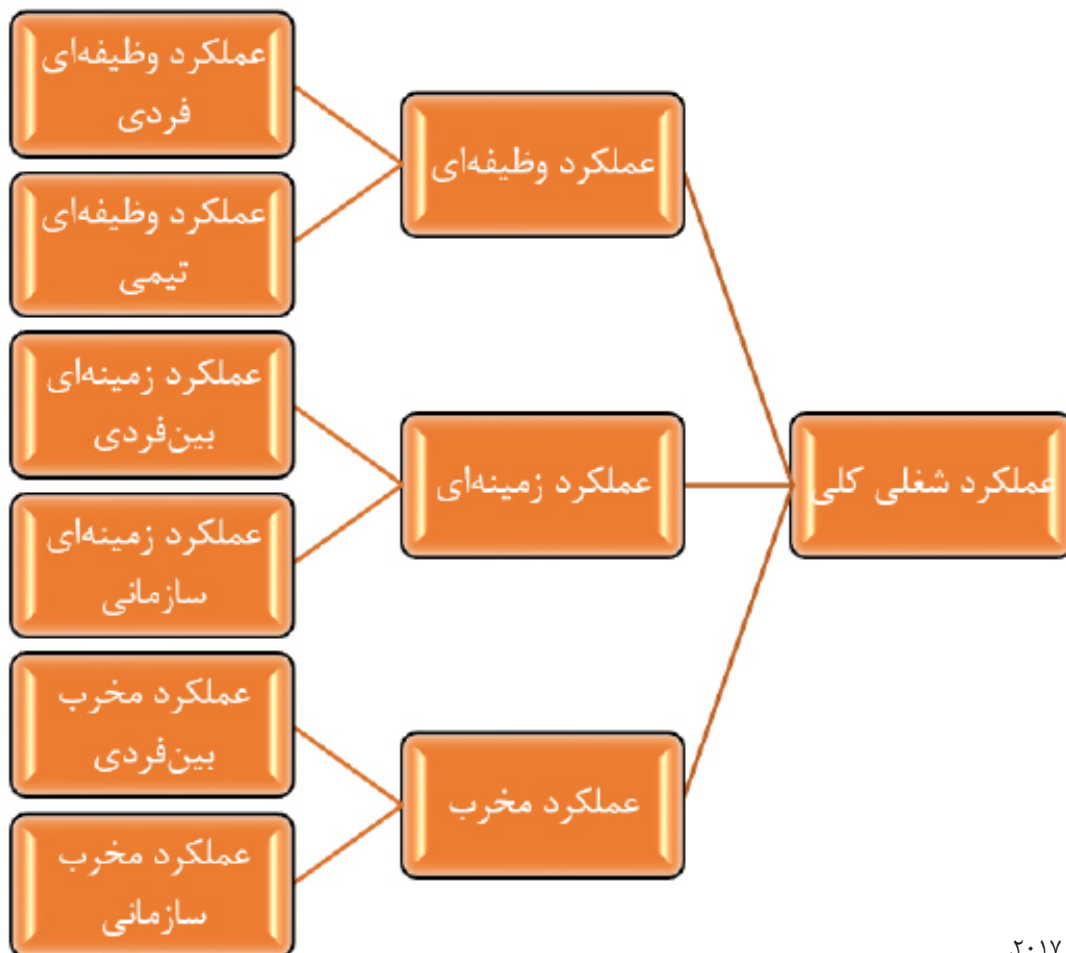 عملکرد شغلی کلی
عملکرد وظیفه‌ای
عملکرد وظیفه‌ای
فردی
عملکرد وظیفه‌ای
تیمی
عملکرد زمینه‌ای
عملکرد زمینه‌ای
بین‌فردی
عملکرد زمینه‌ای
سازمانی
عملکرد مخرب
عملکرد مخرب
بین‌فردی
عملکرد مخرب
سازمانی
۲۰۱۷.